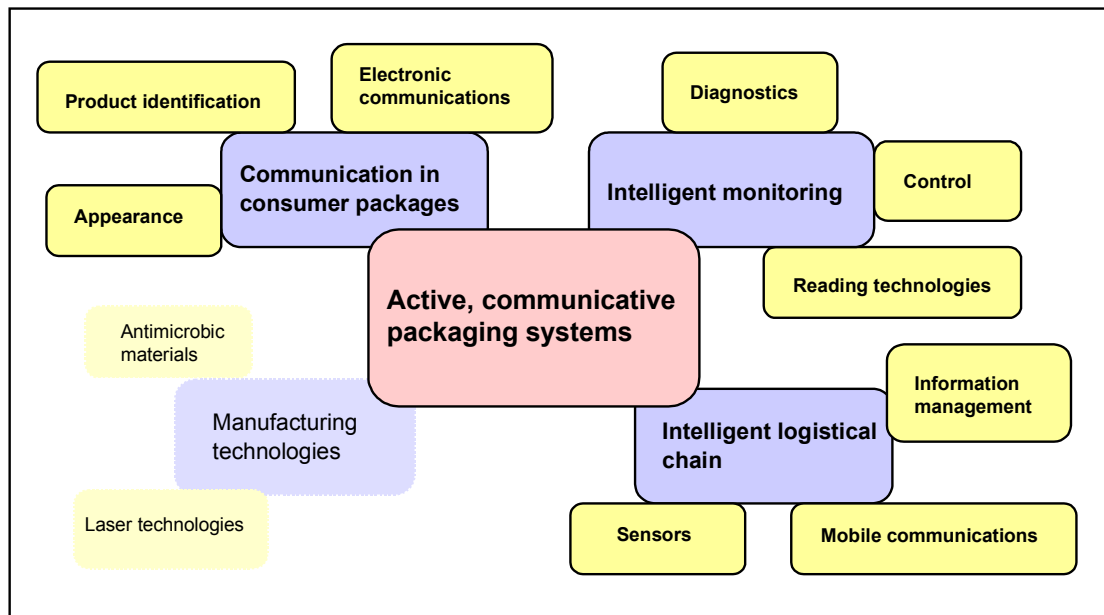 Product identification
Electronic
communications
Diagnostics
Communication in
consumer packages
Intelligent monitoring
Control
Appearance
Reading technologies
Active, communicative
packaging systems
Antimicrobic
materials
Information
management
Manufacturing
technologies
Intelligent logistical
chain
Laser technologies
Sensors
Mobile communications